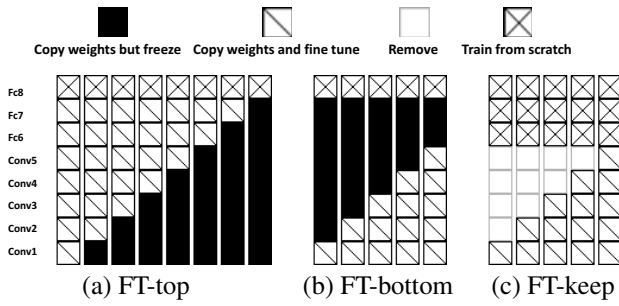 Copy weights but freeze Copy weights and fine tune Remove Train from scratch
Fc8
Fc7
Fc6
Conv5
Conv4
Conv3
Conv2
Conv1
(a) FT-top (b) FT-bottom (c) FT-keep